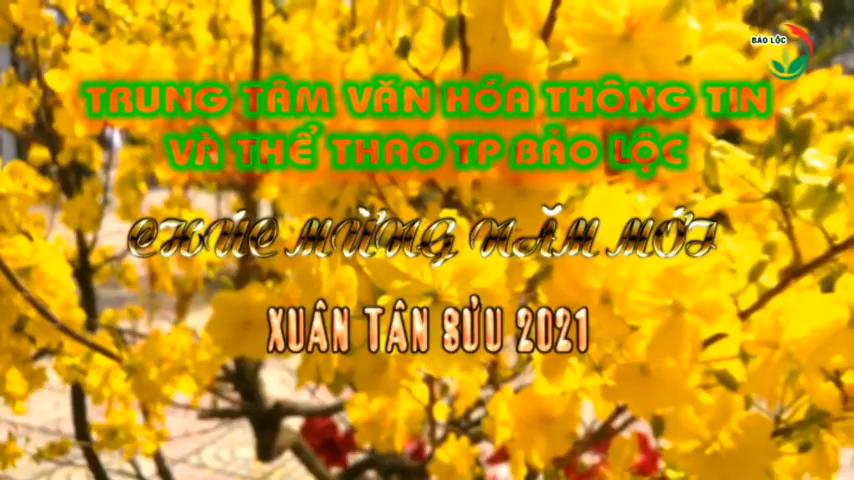 BẢO LỘC
TRUNG TÂM VĂN HÓA THÔNG TIN
VÀ THỂ THAO TP BẢO LỘC
CHÚC MỪNG NĂM MỚI
XUÂN TÂN SỬU 2021